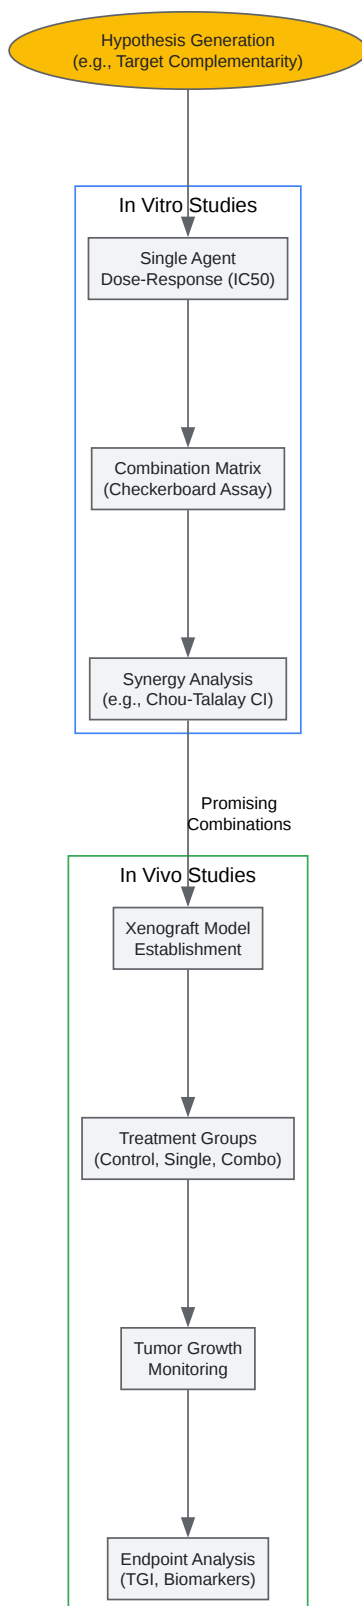 Hypothesis Generation
(e.g., Target Complementarity)
In Vitro Studies
Single Agent
Dose-Response (IC50)
Combination Matrix
(Checkerboard Assay)
Synergy Analysis
(e.g., Chou-Talalay CI)
Promising
Combinations
In Vivo Studies
Xenograft Model
Establishment
Treatment Groups
(Control, Single, Combo)
Tumor Growth
Monitoring
Endpoint Analysis
(TGI, Biomarkers)